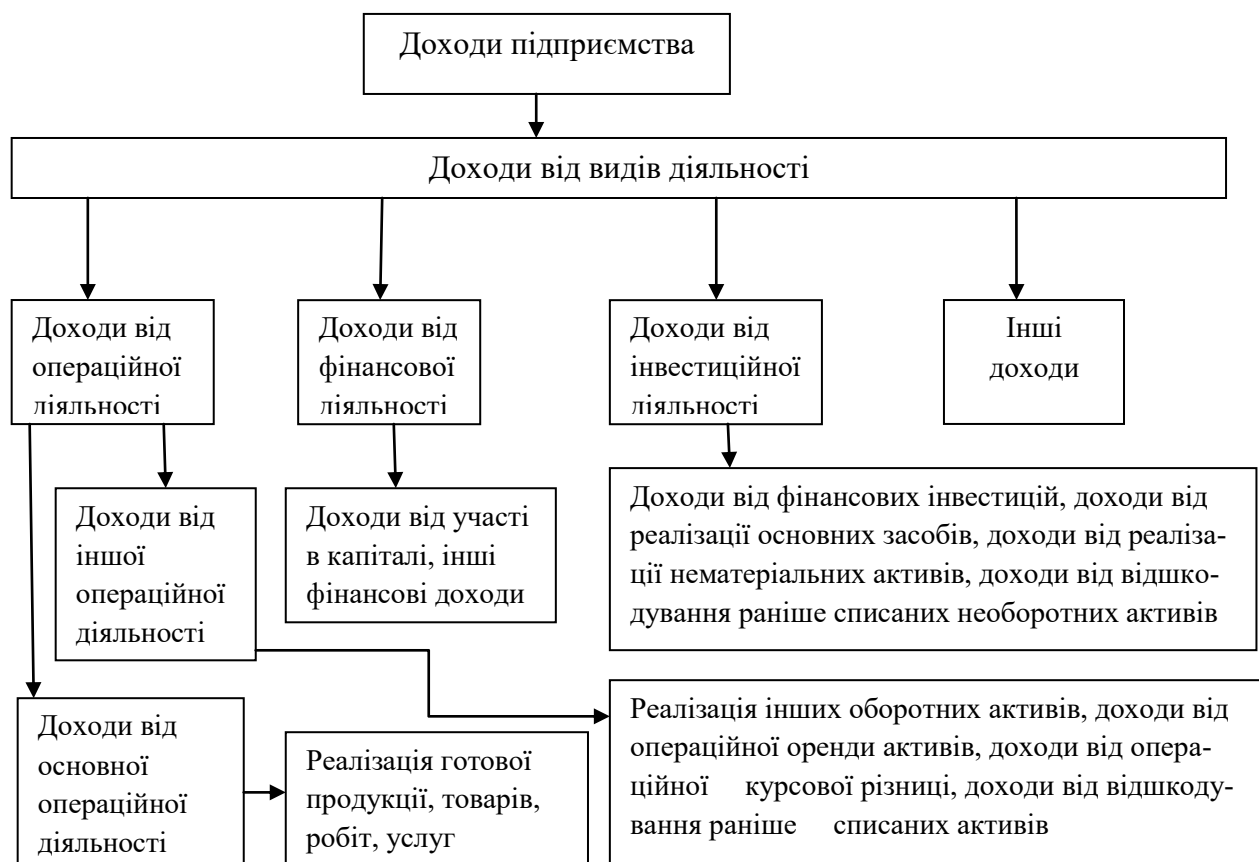 Доходи підприємства
Доходи від видів діяльності
Доходи від
операційної
діяльності
Доходи від
фінансової
діяльності
Доходи від
інвестиційної
діяльності
Інші
доходи
Доходи від
іншої
операційної
діяльності
Доходи від участі
в капіталі, інші
фінансові доходи
Доходи від фінансових інвестицій, доходи від
реалізації основних засобів, доходи від реаліза-
ції нематеріальних активів, доходи від відшко-
дування раніше списаних необоротних активів
Доходи від
основної
операційної
діяльності
Реалізація готової
продукції, товарів,
робіт, услуг
Реалізація інших оборотних активів, доходи від
операційної оренди активів, доходи від опера-
ційної курсової різниці, доходи від відшкоду-
вання раніше списаних активів